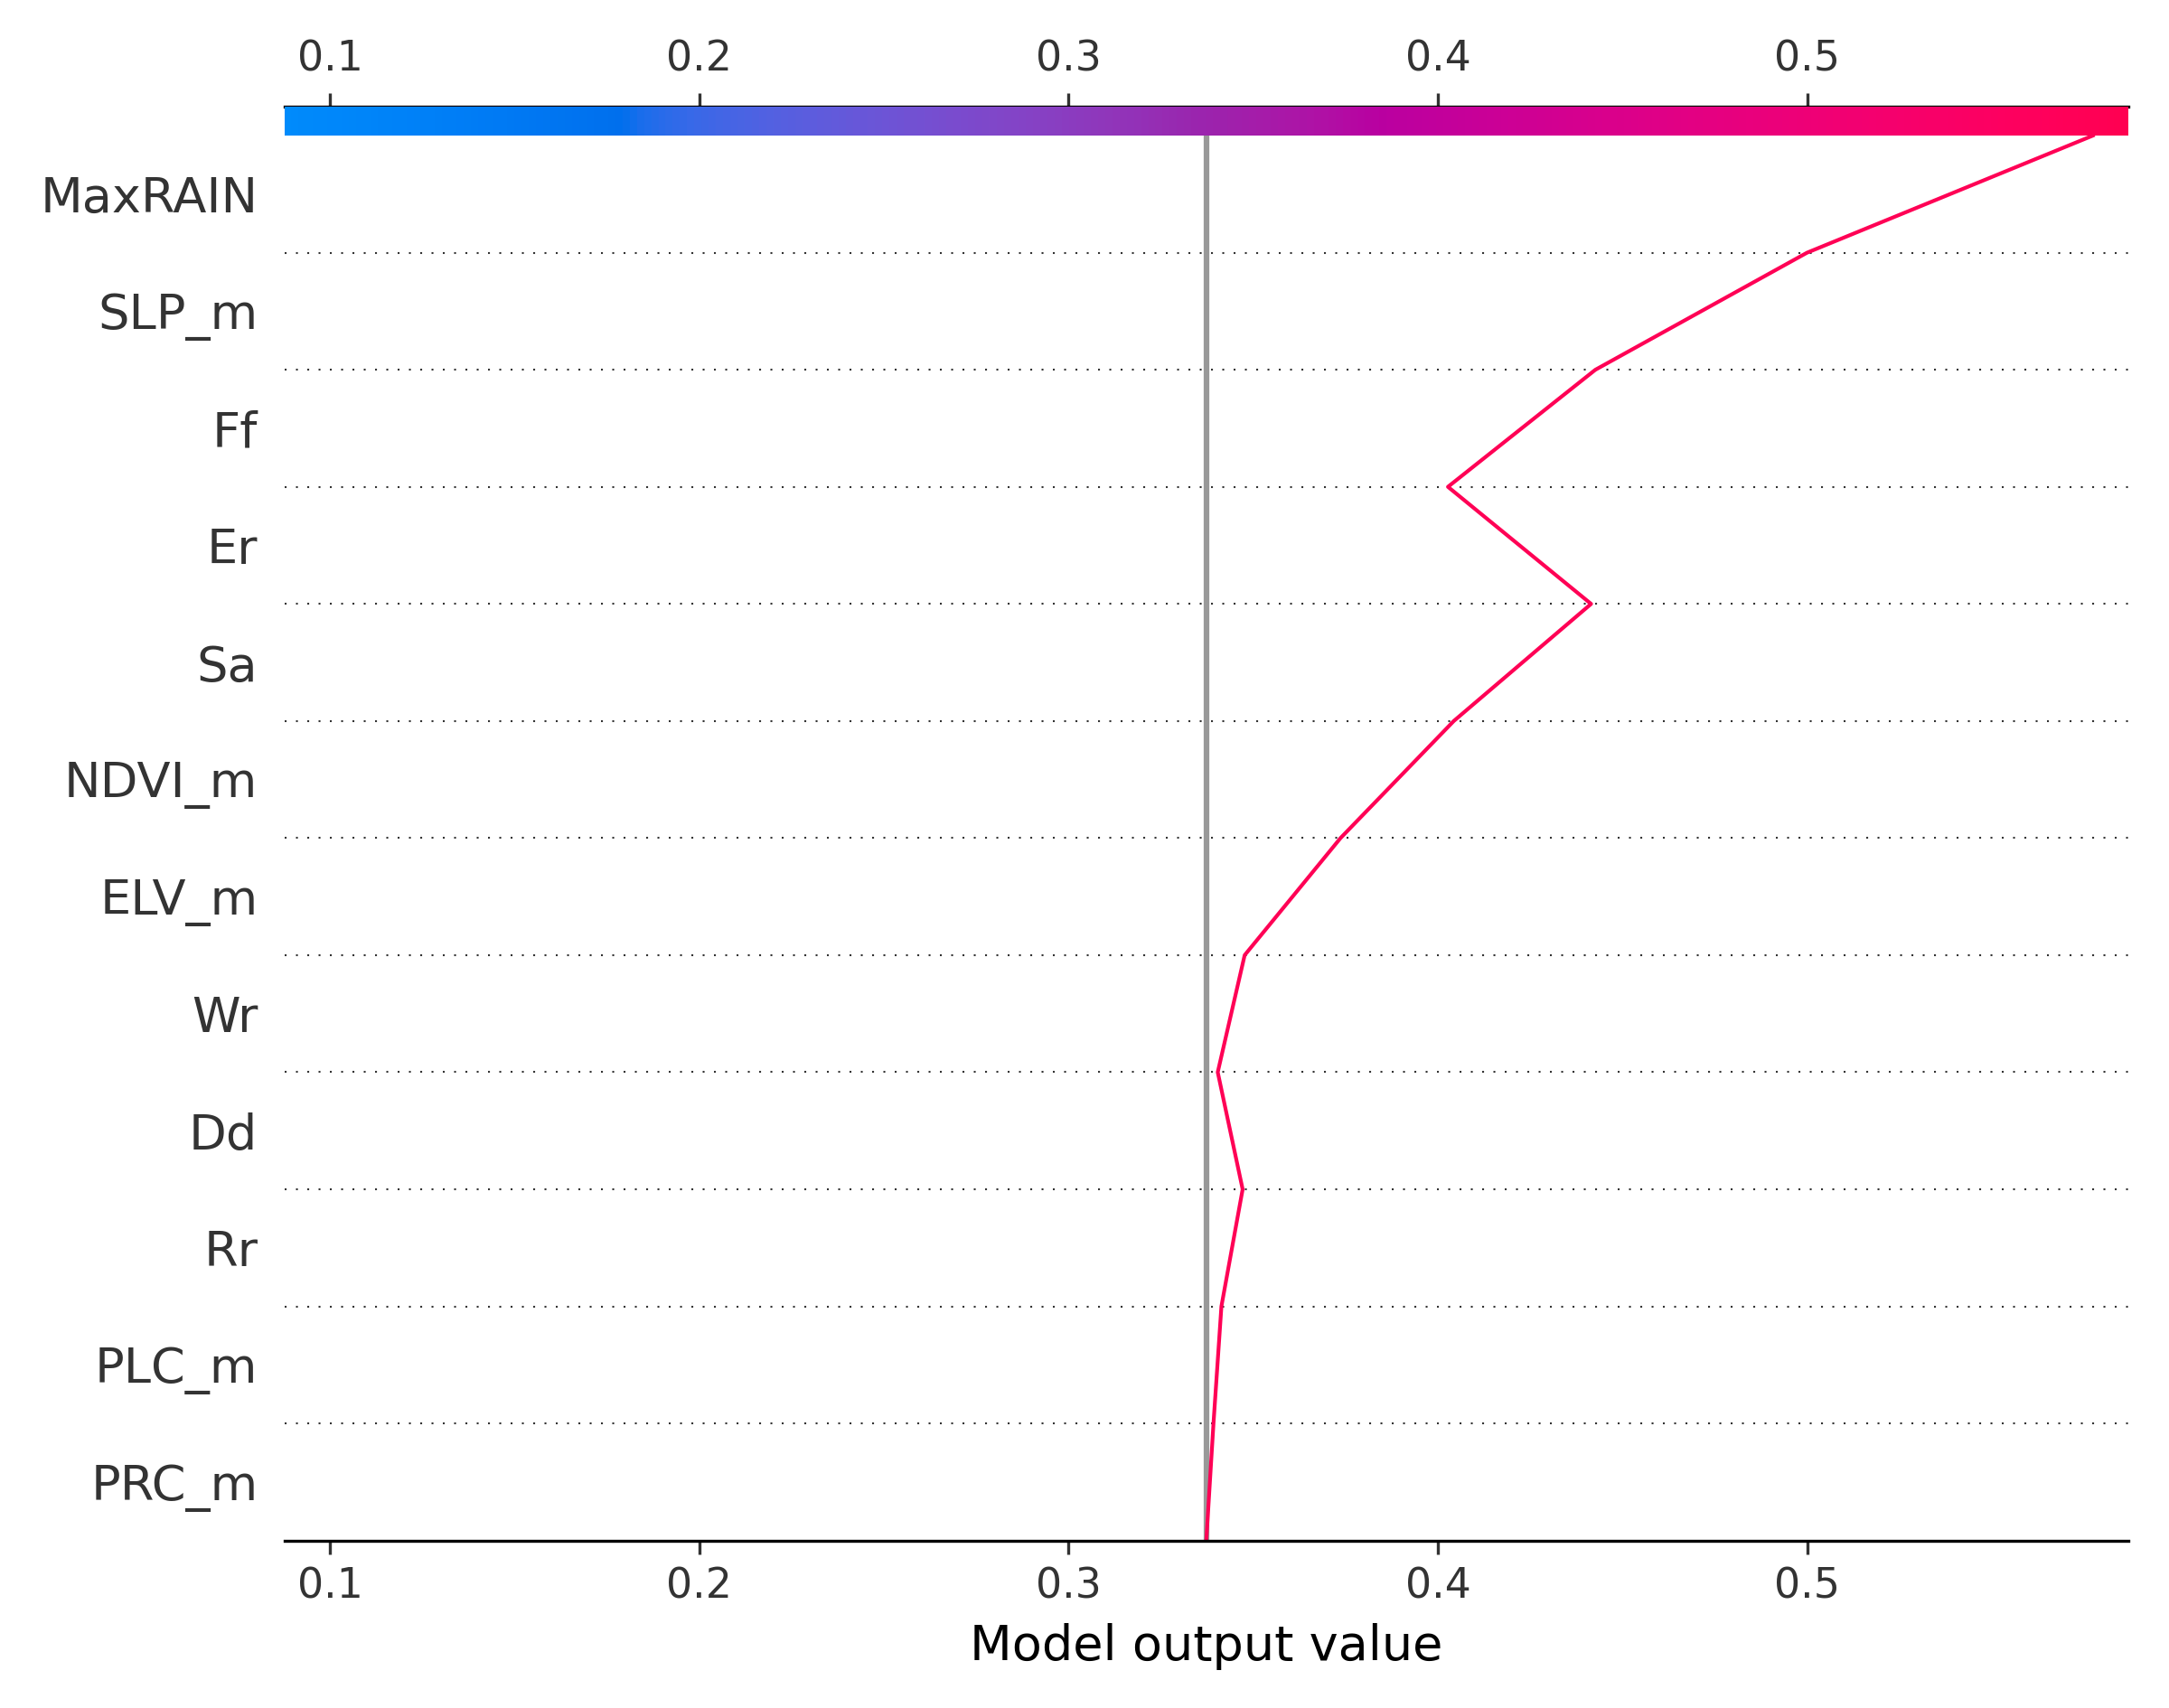 0.1 0.2 0.3 0.4 0.5
MaxRAIN
SLP_m
Ff
Er
Sa
NDVI_m
ELV_m
Wr
Dd
Rr
PLC_m
PRC_m
0.1 0.2 0.3 0.4 0.5
Model output value